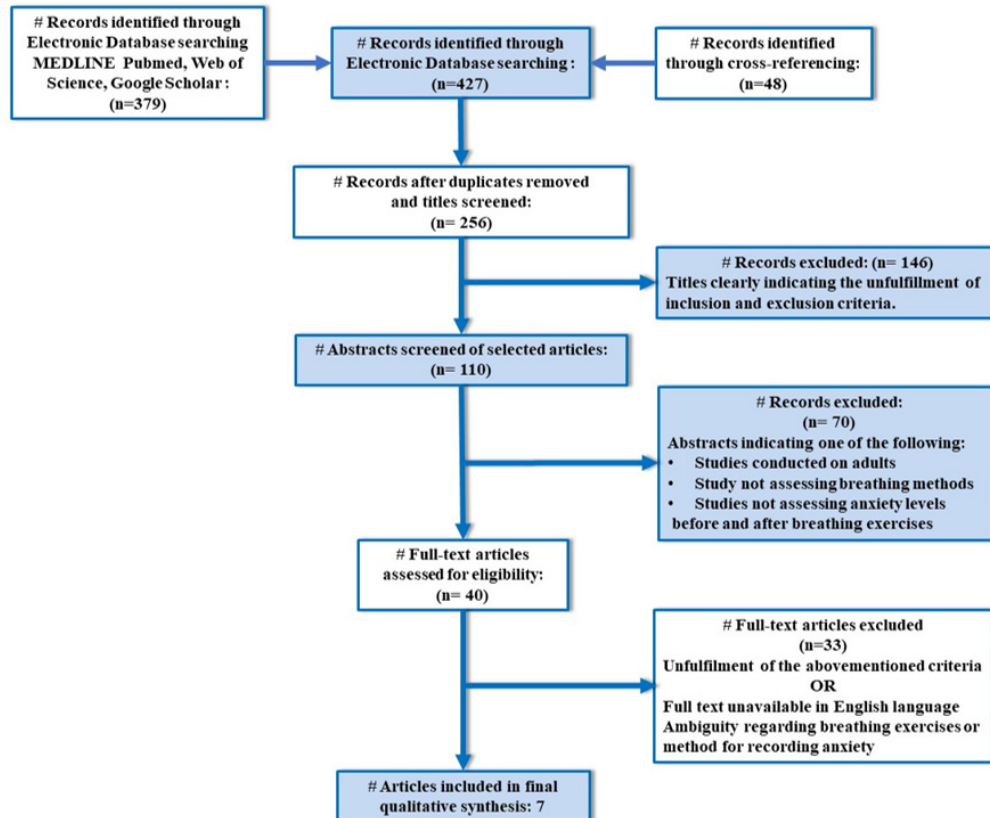 # Records identified through
Electronic Database searching
MEDLINE Pubmed, Web of
Science, Google Scholar :
(n=379)
# Records identified through
Electronic Database searching :
(n=427)
# Records identified
through cross-referencing:
(n=48)
# Records after duplicates removed
and titles screened:
(n= 256)
# Records excluded: (n= 146)
Titles clearly indicating the unfulfillment of
inclusion and exclusion criteria.
# Abstracts screened of selected articles:
(n= 110)
# Records excluded:
(n= 70)
Abstracts indicating one of the following:
• Studies conducted on adults
• Study not assessing breathing methods
• Studies not assessing anxiety levels
before and after breathing exercises
# Full-text articles
assessed for eligibility:
(n= 40)
# Full-text articles excluded
(n=33)
Unfulfilment of the abovementioned criteria
OR
Full text unavailable in English language
Ambiguity regarding breathing exercises or
method for recording anxiety
# Articles included in final
qualitative synthesis: 7